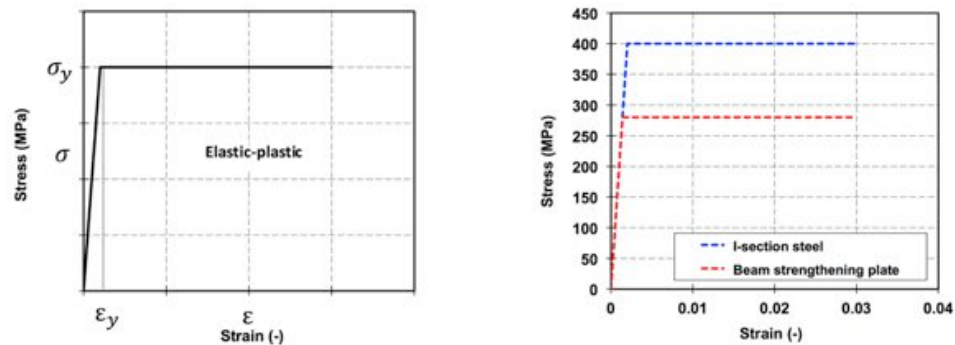 σy
σ
Stress (MPa)
Elastic-plastic
εy
ε
Strain (-)
450
400
350
300
250
200
150
100
50
0
Stress (MPa)
I-section steel
Beam strengthening plate
0
0.01
0.02
0.03
0.04
Strain (-)